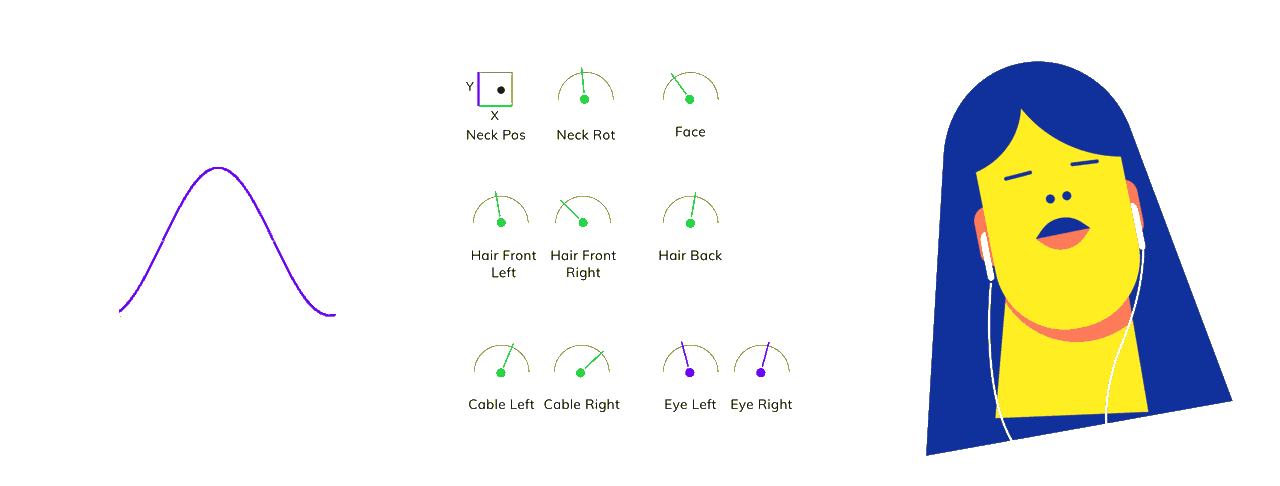 Y
X
Neck Pos
Neck Rot
Face
Hair Front
Left
Hair Front
Right
Hair Back
Cable Left
Cable Right
Eye Left
Eye Right